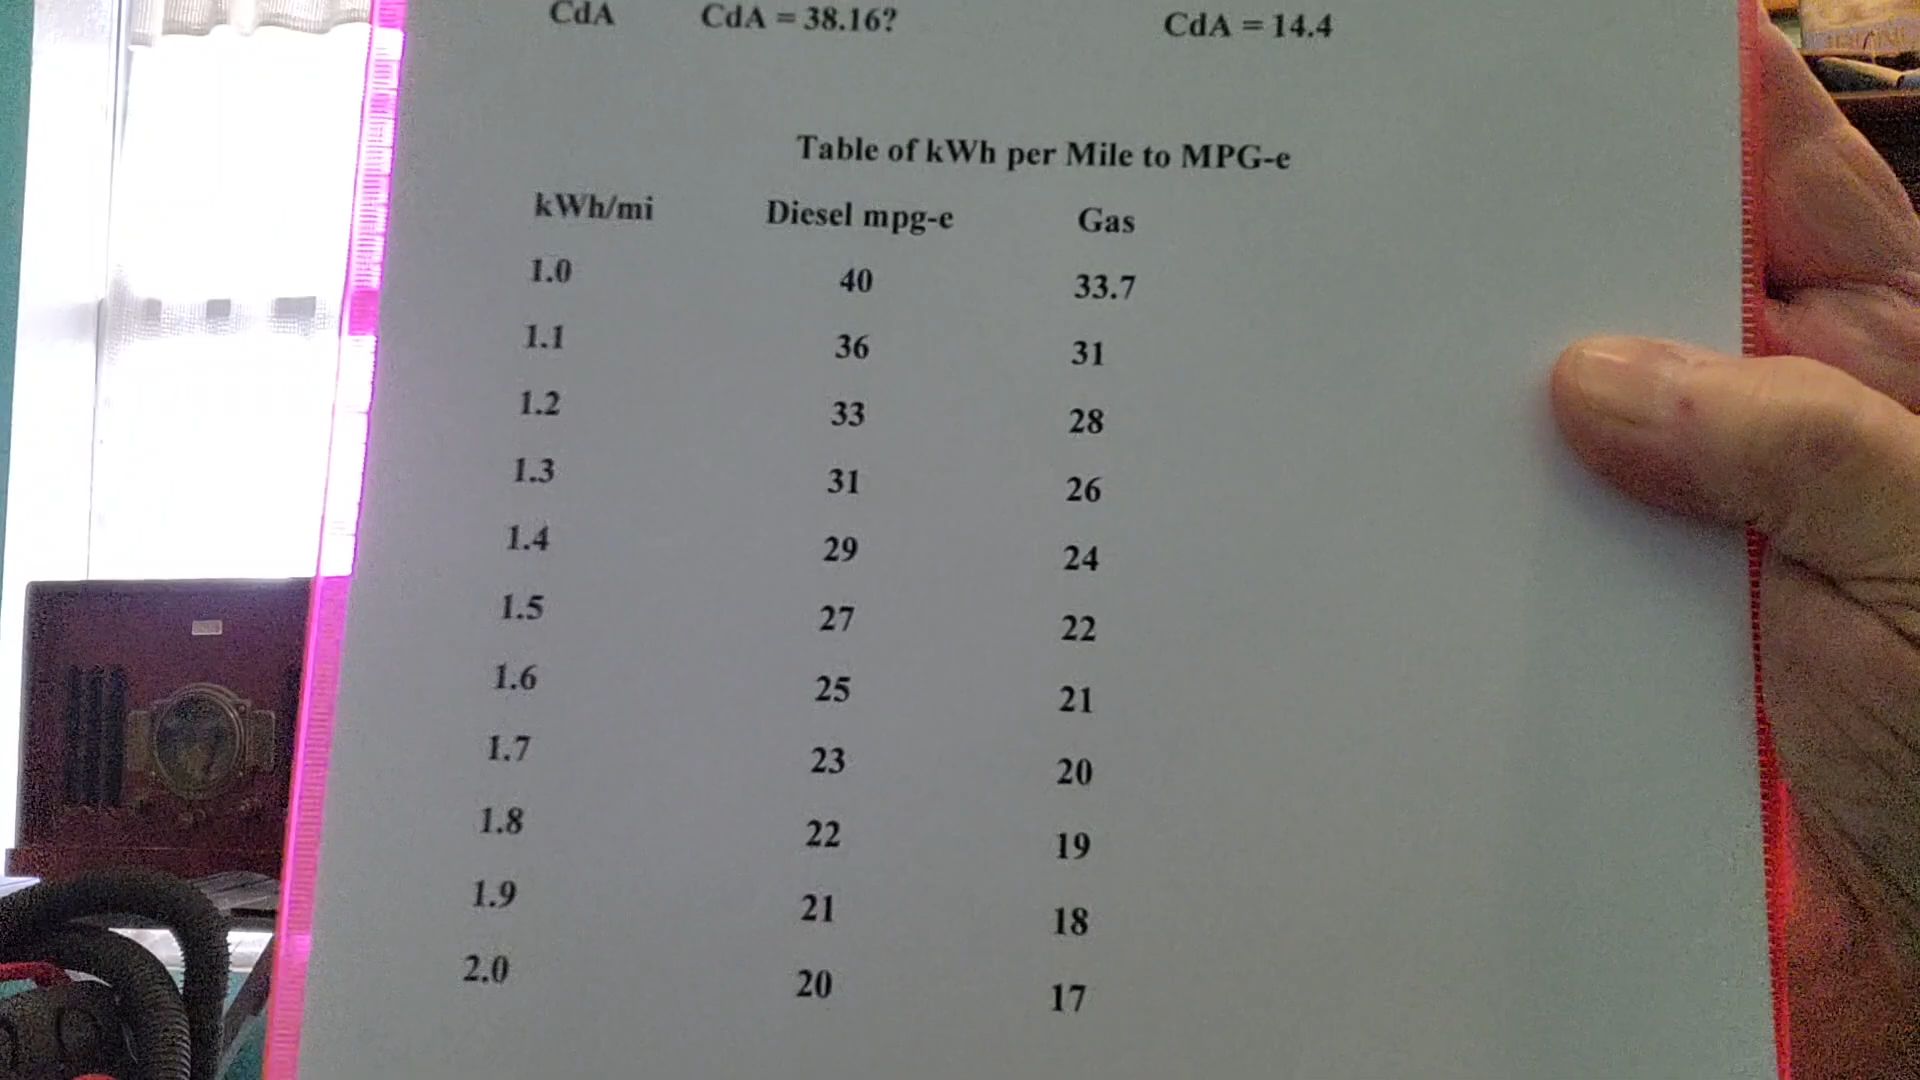 CdA CdA = 38.16? CdA = 14.4
Table of kWh per Mile to MPG-e
kWh/mi Diesel mpg-e Gas
1.0 40 33.7
1.1 36 31
1.2 33 28
1.3 31 26
1.4 29 24
1.5 27 22
1.6 25 21
1.7 23 20
1.8 22 19
1.9 21 18
2.0 20 17